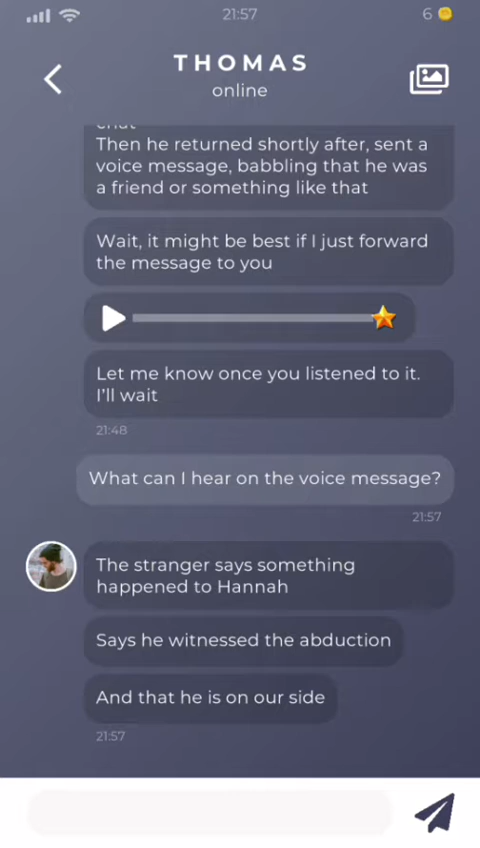 21:57
6
THOMAS
online
chat
Then he returned shortly after, sent a
voice message, babbling that he was
a friend or something like that
Wait, it might be best if I just forward
the message to you
Let me know once you listened to it.
I'll wait
21:48
What can I hear on the voice message?
21:57
The stranger says something
happened to Hannah
Says he witnessed the abduction
And that he is on our side
21:57